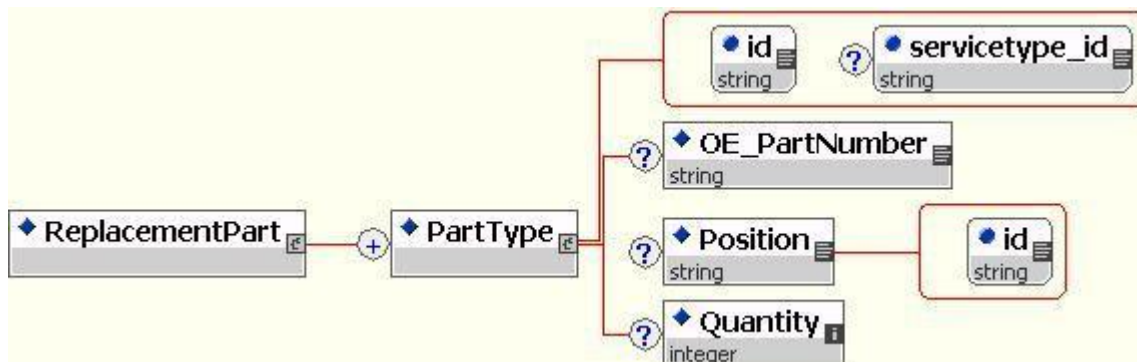 id
string
?
servicetype_id
string
?
OE_PartNumber
string
ReplacementPart
+
PartType
?
Position
string
id
string
?
Quantity
integer